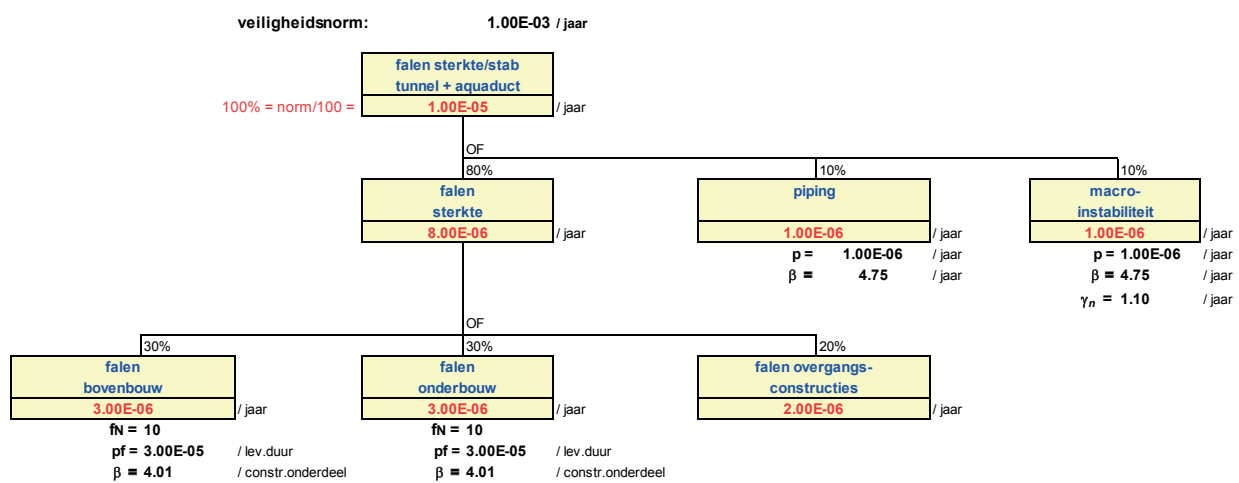 veiligheidsnorm: 1.00E-03 / jaar
falen sterkte/stab
tunnel + aquaduct
100% = norm/100 = 1.00E-05 / jaar
OF
80% 10% 10%
falen
sterkte
8.00E-06 / jaar
piping
1.00E-06 / jaar
p = 1.00E-06 / jaar
β = 4.75 / jaar
macro-
instabiliteit
1.00E-06 / jaar
p = 1.00E-06 / jaar
β = 4.75 / jaar
γn = 1.10 / jaar
OF
30% 30% 20%
falen
bovenbouw
3.00E-06 / jaar
fN = 10
pf = 3.00E-05 / lev.duur
β = 4.01 / constr.onderdeel
falen
onderbouw
3.00E-06 / jaar
fN = 10
pf = 3.00E-05 / lev.duur
β = 4.01 / constr.onderdeel
falen overgangs-
constructies
2.00E-06 / jaar